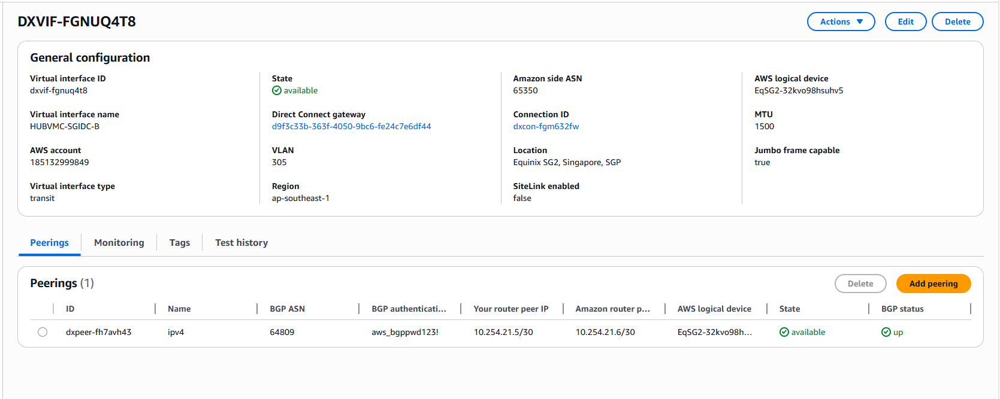 DXVIF-FGNUQ4T8
Actions
Edit
Delete
General configuration
Virtual interface ID
dxvif-fgnuq4t8
Virtual interface name
HUBVMC-SGIDC-B
AWS account
185132999849
Virtual interface type
transit
State
available
Direct Connect gateway
d9f3c33b-363f-4050-9bc6-fe24c7e6df44
VLAN
305
Region
ap-southeast-1
Amazon side ASN
65350
Connection ID
dxcon-fgm632fw
Location
Equinix SG2, Singapore, SGP
SiteLink enabled
false
AWS logical device
EqSG2-32kvo98hsuhv5
MTU
1500
Jumbo frame capable
true
Peerings Monitoring Tags Test history
Peerings (1)
Delete
Add peering
ID Name BGP ASN BGP authenticati... Your router peer IP Amazon router p... AWS logical device State BGP status
dxpeer-fh7avh43 ipv4 64809 aws_bgppwd123! 10.254.21.5/30 10.254.21.6/30 EqSG2-32kvo98h... available up